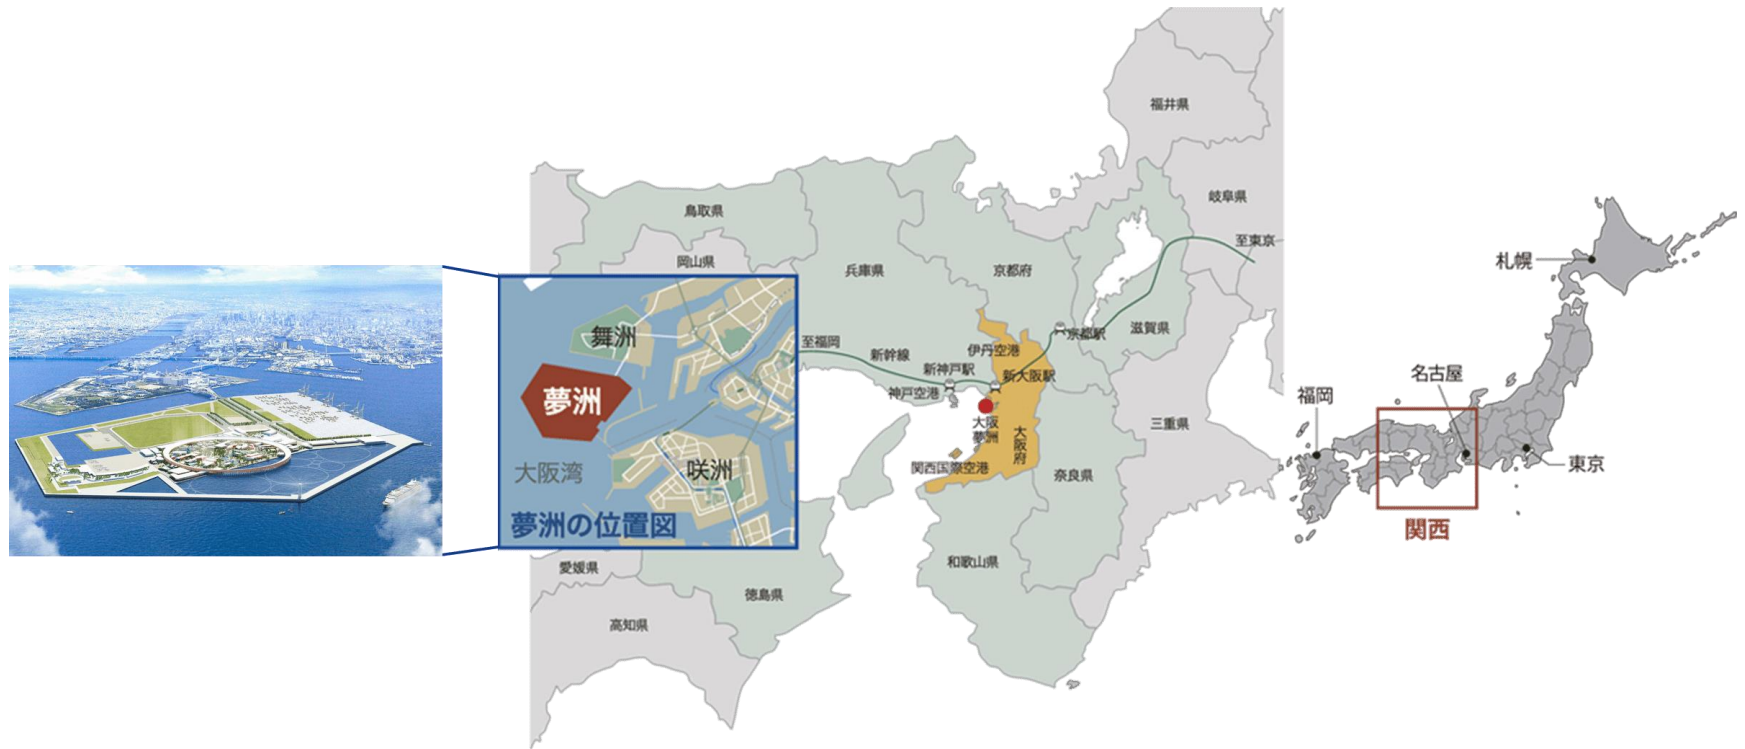 福井県
岐阜県
鳥取県
至東京
岡山県
兵庫県
京都府
札幌
舞洲
至福岡
新幹線
伊丹空港
京都駅
滋賀県
新神戸駅
新大阪駅
神戸空港
夢洲
大阪
夢洲
大阪府
三重県
名古屋
福岡
東京
関西国際空港
奈良県
大阪湾
咲洲
夢洲の位置図
関西
愛媛県
徳島県
和歌山県
高知県